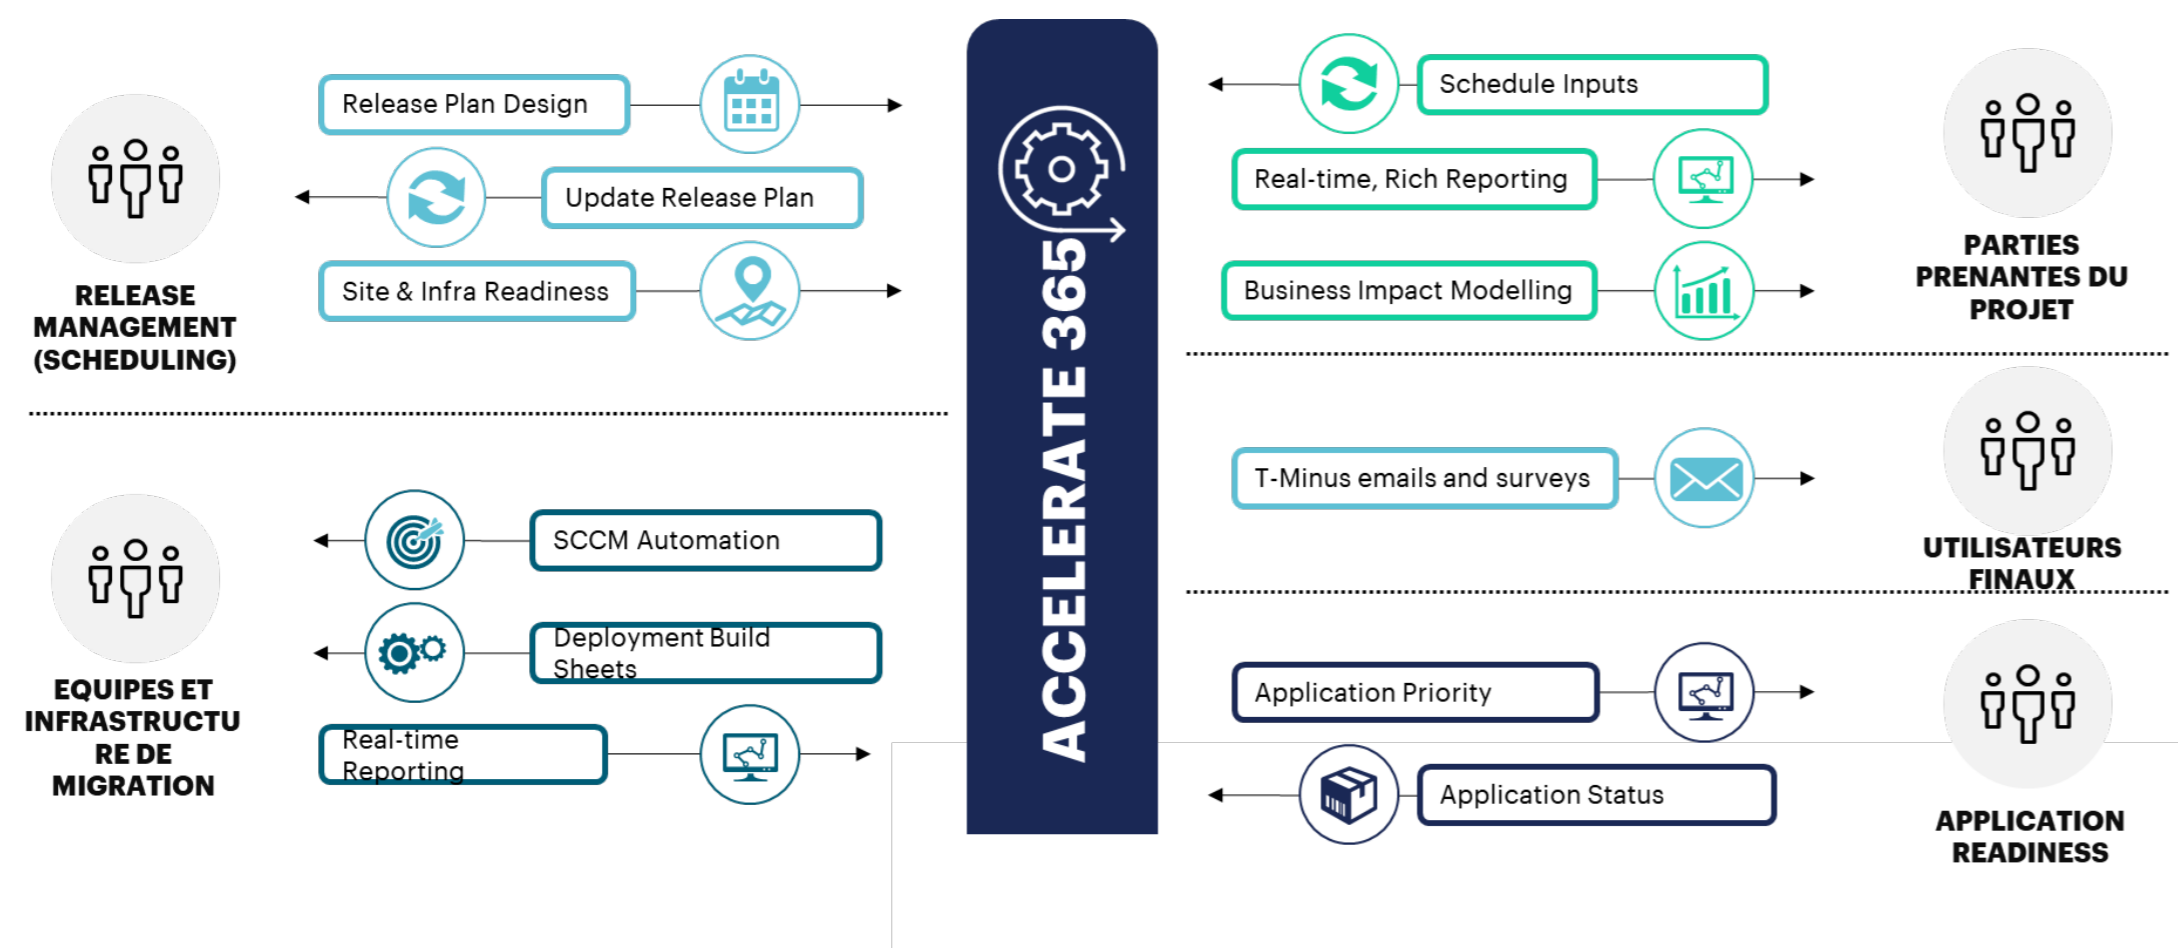 Release Plan Design
Update Release Plan
Site & Infra Readiness
RELEASE
MANAGEMENT
(SCHEDULING)
SCCM Automation
Deployment Build
Sheets
Real-time
Reporting
EQUIPES ET
INFRASTRUCTU
RE DE
MIGRATION
ACCELERATE 365
Schedule Inputs
Real-time, Rich Reporting
Business Impact Modelling
PARTIES
PRENANTES DU
PROJET
T-Minus emails and surveys
UTILISATEURS
FINAUX
Application Priority
Application Status
APPLICATION
READINESS